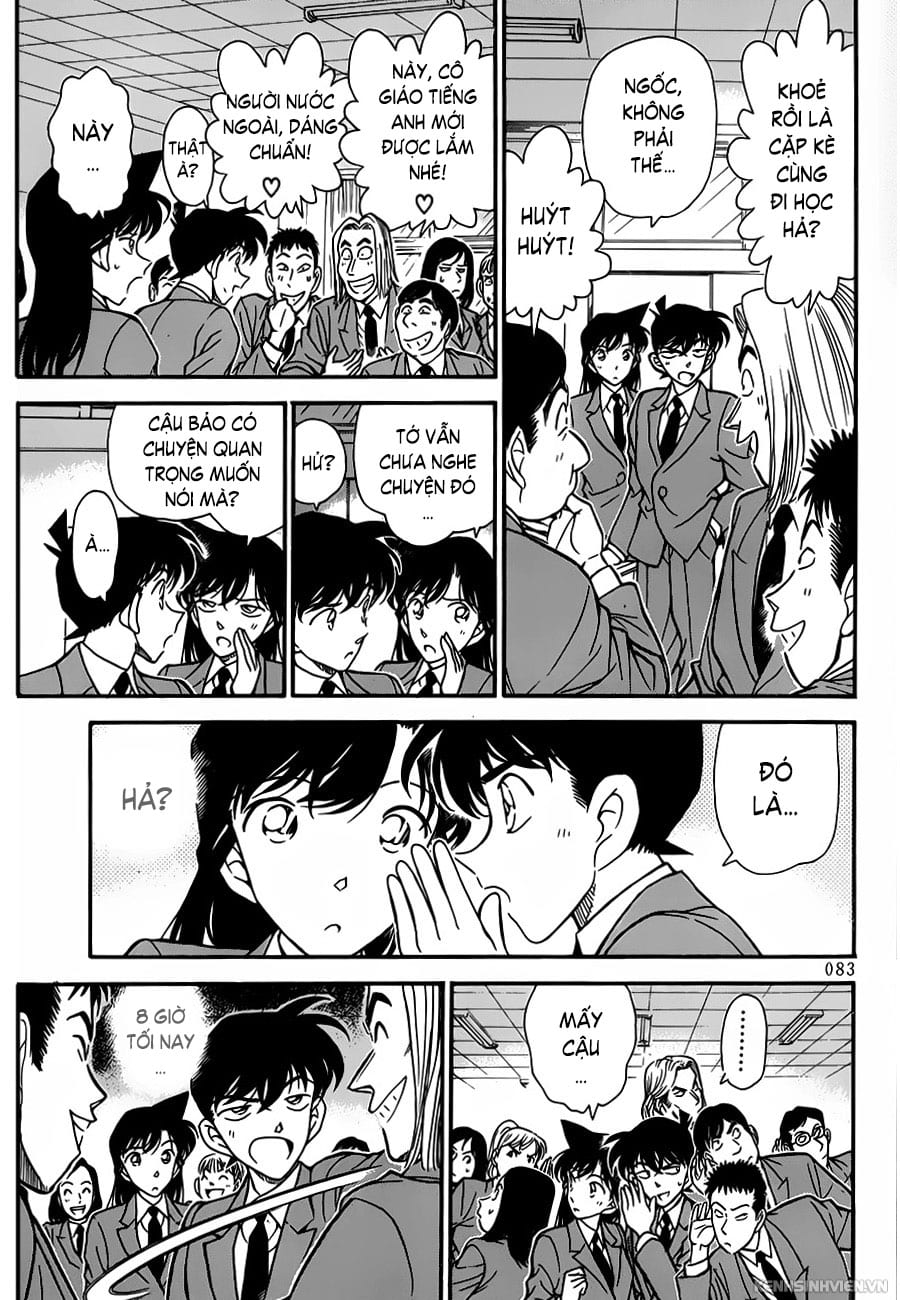 KHOẺ
RỒI LÀ
CẶP KÈ
CÙNG
ĐI HỌC
HẢ?
NGỐC,
KHÔNG
PHẢI
THẾ...
HUÝT
HUÝT!
NÀY, CÔ
GIÁO TIẾNG
ANH MỚI
ĐƯỢC LẮM
NHÉ!
♡
NGƯỜI NƯỚC
NGOÀI, DÁNG
CHUẨN!
♡
THẬT
À?
NÀY
...
TỚ VẪN
CHƯA NGHE
CHUYỆN ĐÓ
...
HỬ?
CẬU BẢO CÓ
CHUYỆN QUAN
TRỌNG MUỐN
NÓI MÀ?
À...
ĐÓ
LÀ...
HẢ?
083
........
MẤY
CẬU
...
8 GIỜ
TỐI NAY
...
KENHSINHVIEN.VN